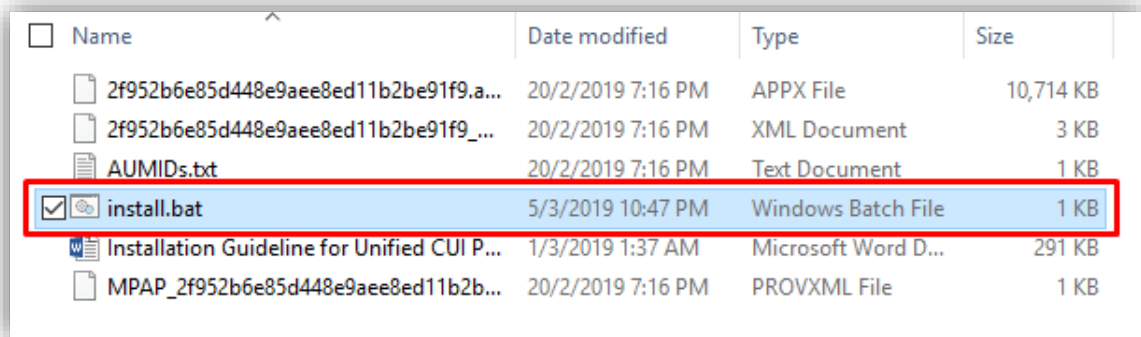 Name Date modified Type Size
2f952b6e85d448e9aee8ed11b2be91f9.a... 20/2/2019 7:16 PM APPX File 10,714 KB
2f952b6e85d448e9aee8ed11b2be91f9_... 20/2/2019 7:16 PM XML Document 3 KB
AUMIDs.txt 20/2/2019 7:16 PM Text Document 1 KB
install.bat 5/3/2019 10:47 PM Windows Batch File 1 KB
Installation Guideline for Unified CUI P... 1/3/2019 1:37 AM Microsoft Word D... 291 KB
MPAP_2f952b6e85d448e9aee8ed11b2b... 20/2/2019 7:16 PM PROVXML File 1 KB